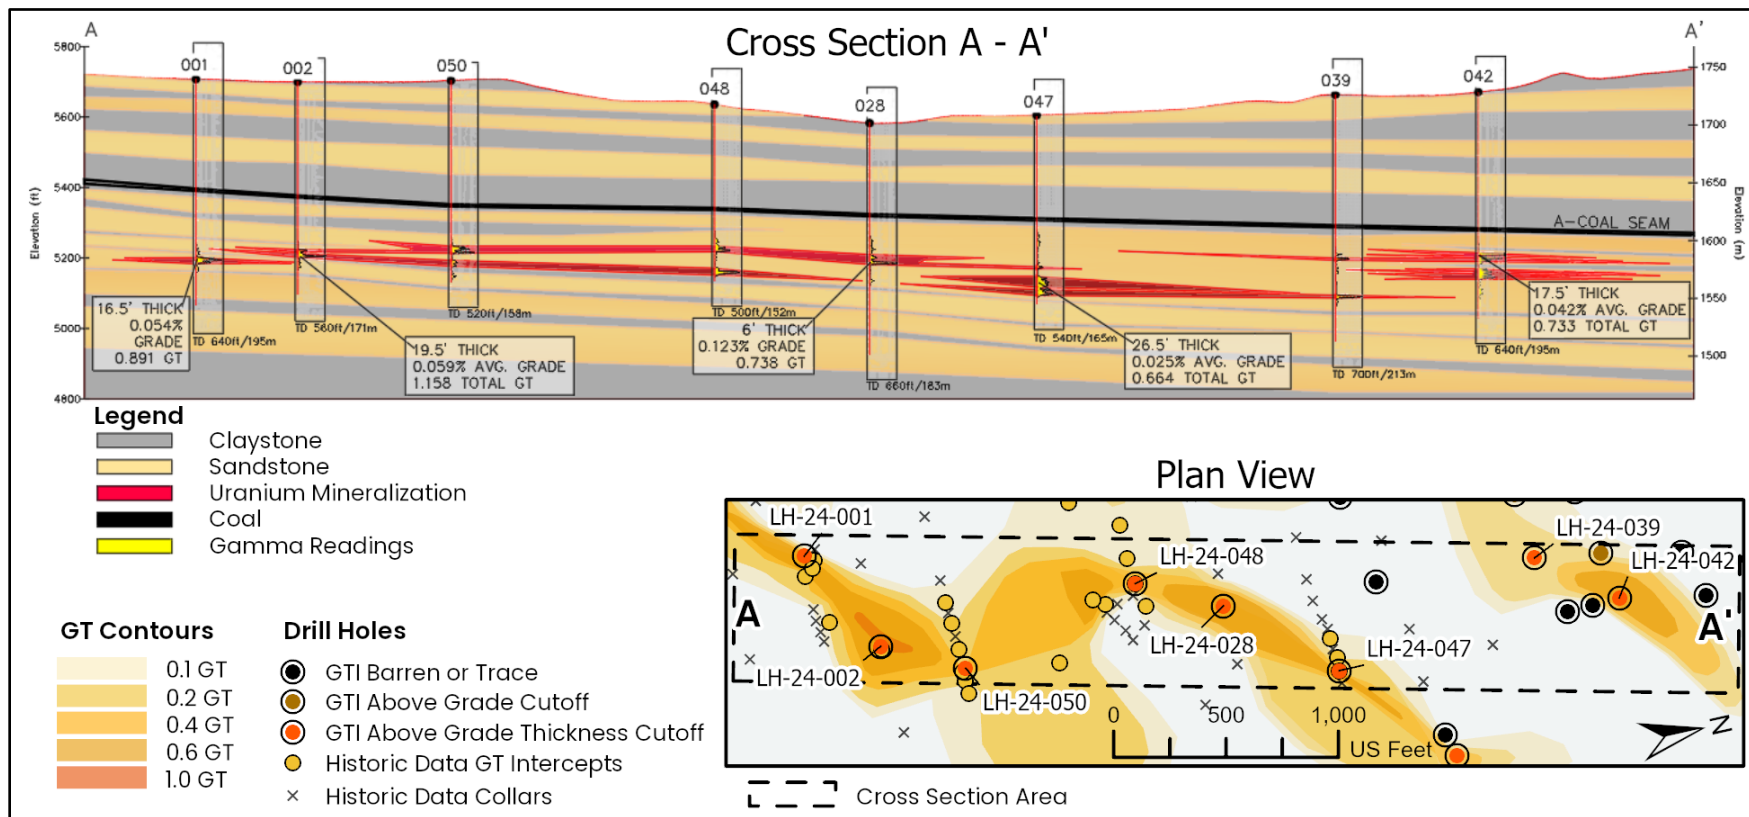 Cross Section A - A'
A
A'
5800
5600
5400
5200
5000
4800
Elevation (ft)
1750
1700
1650
1600
1550
1500
Elevation (m)
001
002
050
048
028
047
039
042
A-COAL SEAM
16.5' THICK
0.054%
GRADE
0.891 GT
TD 640ft/195m
TD 560ft/171m
19.5' THICK
0.059% AVG. GRADE
1.158 TOTAL GT
TD 520ft/158m
TD 500ft/152m
6' THICK
0.123% GRADE
0.738 GT
TD 660ft/183m
TD 540ft/165m
26.5' THICK
0.025% AVG. GRADE
0.664 TOTAL GT
TD 700ft/213m
17.5' THICK
0.042% AVG. GRADE
0.733 TOTAL GT
TD 640ft/195m
Legend
Claystone
Sandstone
Uranium Mineralization
Coal
Gamma Readings
GT Contours
0.1 GT
0.2 GT
0.4 GT
0.6 GT
1.0 GT
Drill Holes
GTI Barren or Trace
GTI Above Grade Cutoff
GTI Above Grade Thickness Cutoff
Historic Data GT Intercepts
Historic Data Collars
Plan View
LH-24-001
LH-24-039
LH-24-048
LH-24-042
A
A'
LH-24-028
LH-24-047
LH-24-002
LH-24-050
0
500
1,000
US Feet
N
Cross Section Area